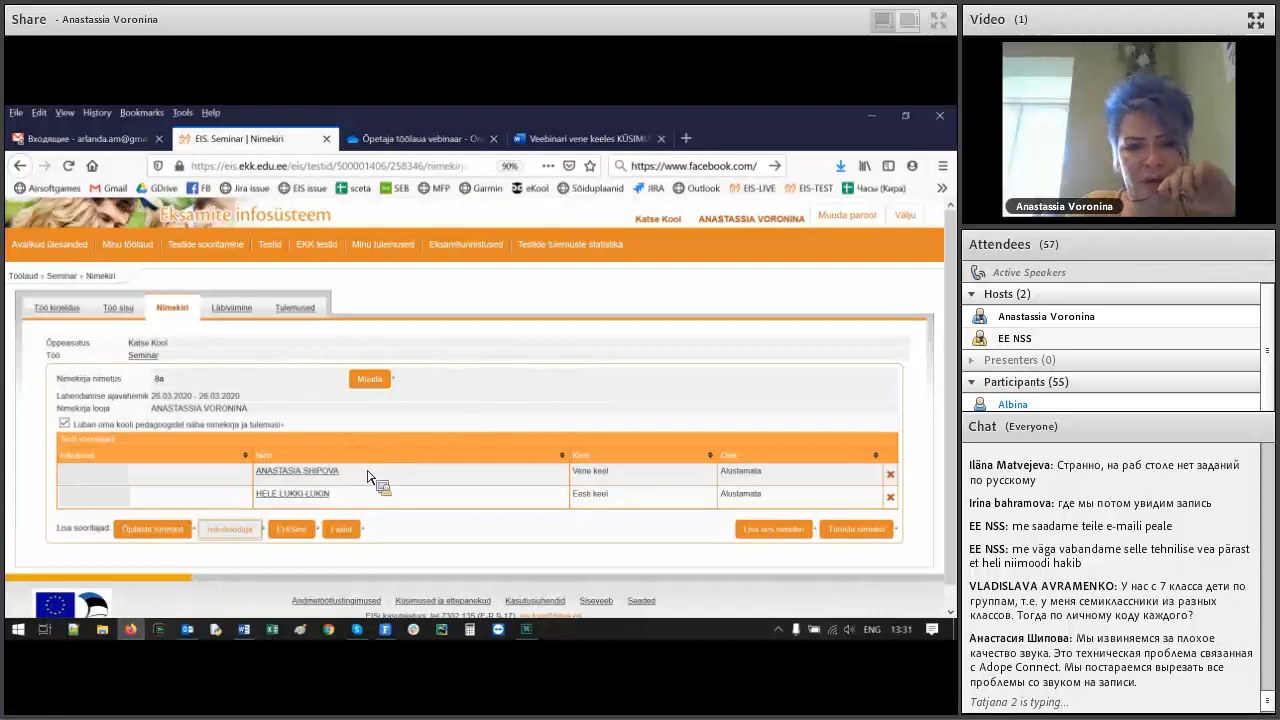 Share - Anastassia Voronina
File Edit View History Bookmarks Tools Help
Входящие - arlanda.am@gma
EIS. Seminar | Nimekiri
Õpetaja töölaua vebinaar - On
Veebinari vene keeles KÜSIMU
https://eis.ekk.edu.ee/eis/testid/500001406/258346/nimekir
90%
https://www.facebook.com/
Airsoftgames Gmail GDrive FB Jira issue EIS issue sceta SEB MFP Garmin eKool Sõiduplaanid JIRA Outlook EIS-LIVE EIS-TEST Часы (Кира)
Eksamite infosüsteem
Katse Kool ANASTASSIA VORONINA Muuda parool Välju
Avalikud ülesanded Minu töölaud Testide sooritamine Testid EKK testid Minu tulemused Eksamitunnistused Testide tulemuste statistika
Töölaud » Seminar » Nimekiri
Töö kirjeldus Töö sisu Nimekiri Läbiviimine Tulemused
Õppeasutus Katse Kool
Töö Seminar
Nimekirja nimetus 8a Muuda
Lahendamise ajavahemik 26.03.2020 - 26.03.2020
Nimekirja looja ANASTASSIA VORONINA
Luban oma kooli pedagoogidel näha nimekirja ja tulemusi
Töö sooritajad
Isikukood Nimi Keel Olek
ANASTASIA SHIPOVA Vene keel Alustamata
HELE LUKKI-LUKIN Eesti keel Alustamata
Lisa sooritajad: Õpilaste nimekirjast Isikukoodiga EHISest Failist Lisa uus nimekiri Tühista nimekiri
Andmetöötlustingimused Küsimused ja ettepanekud Kasutusjuhendid Siseveeb Seaded
ENG 13:31
Video (1)
Anastassia Voronina
Attendees (57)
Active Speakers
Hosts (2)
Anastassia Voronina
EE NSS
Presenters (0)
Participants (55)
Albina
Chat (Everyone)
Iläna Matvejeva: Странно, на раб столе нет заданий
по русскому
Irina bahramova: где мы потом увидим запись
EE NSS: me saadame teile e-maili peale
EE NSS: me väga vabandame selle tehnilise vea pärast
et heli niimoodi hakib
VLADISLAVA AVRAMENKO: У нас с 7 класса дети по
группам, т.е. у меня семиклассники из разных
классов. Тогда по личному коду каждого?
Анастасия Шипова: Мы извиняемся за плохое
качество звука. Это техническая проблема связанная
с Adope Connect. Мы постараемся вырезать все
проблемы со звуком на записи.
Tatjana 2 is typing...